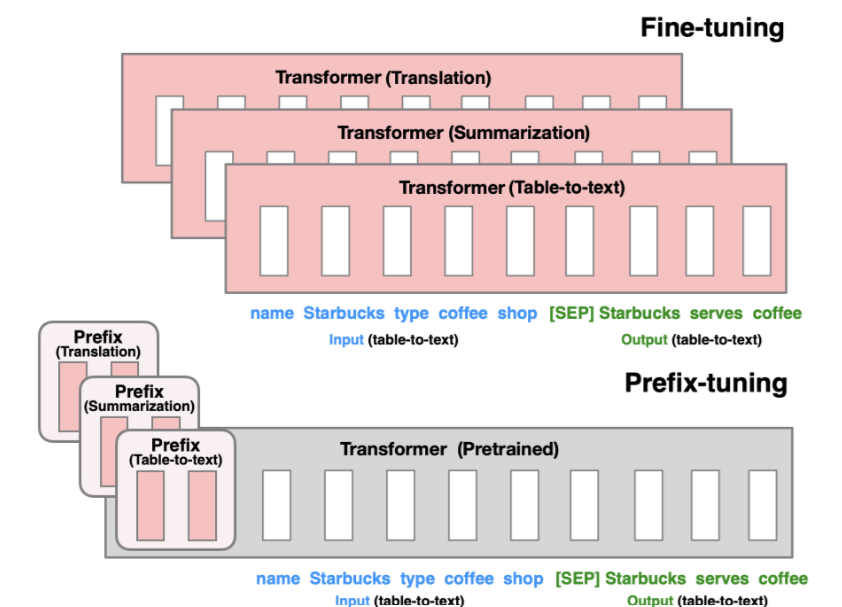 Fine-tuning
Transformer (Translation)
Transformer (Summarization)
Transformer (Table-to-text)
name Starbucks type coffee shop [SEP] Starbucks serves coffee
Input (table-to-text) Output (table-to-text)
Prefix-tuning
Prefix
(Translation)
Prefix
(Summarization)
Prefix
(Table-to-text)
Transformer (Pretrained)
name Starbucks type coffee shop [SEP] Starbucks serves coffee
Input (table-to-text) Output (table-to-text)